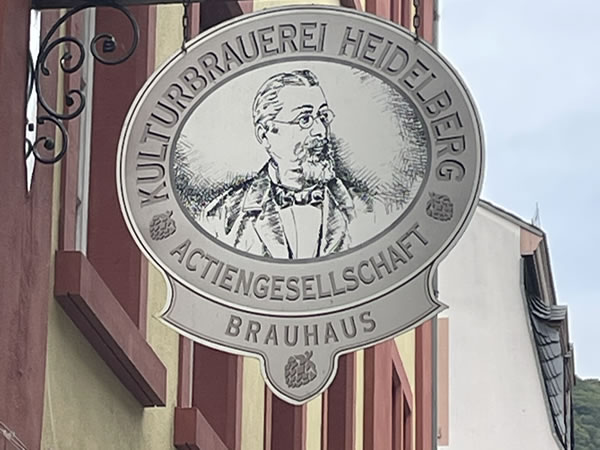 KULTURBRAUEREI HEIDELBERG
ACTIENGESELLSCHAFT
BRAUHAUS